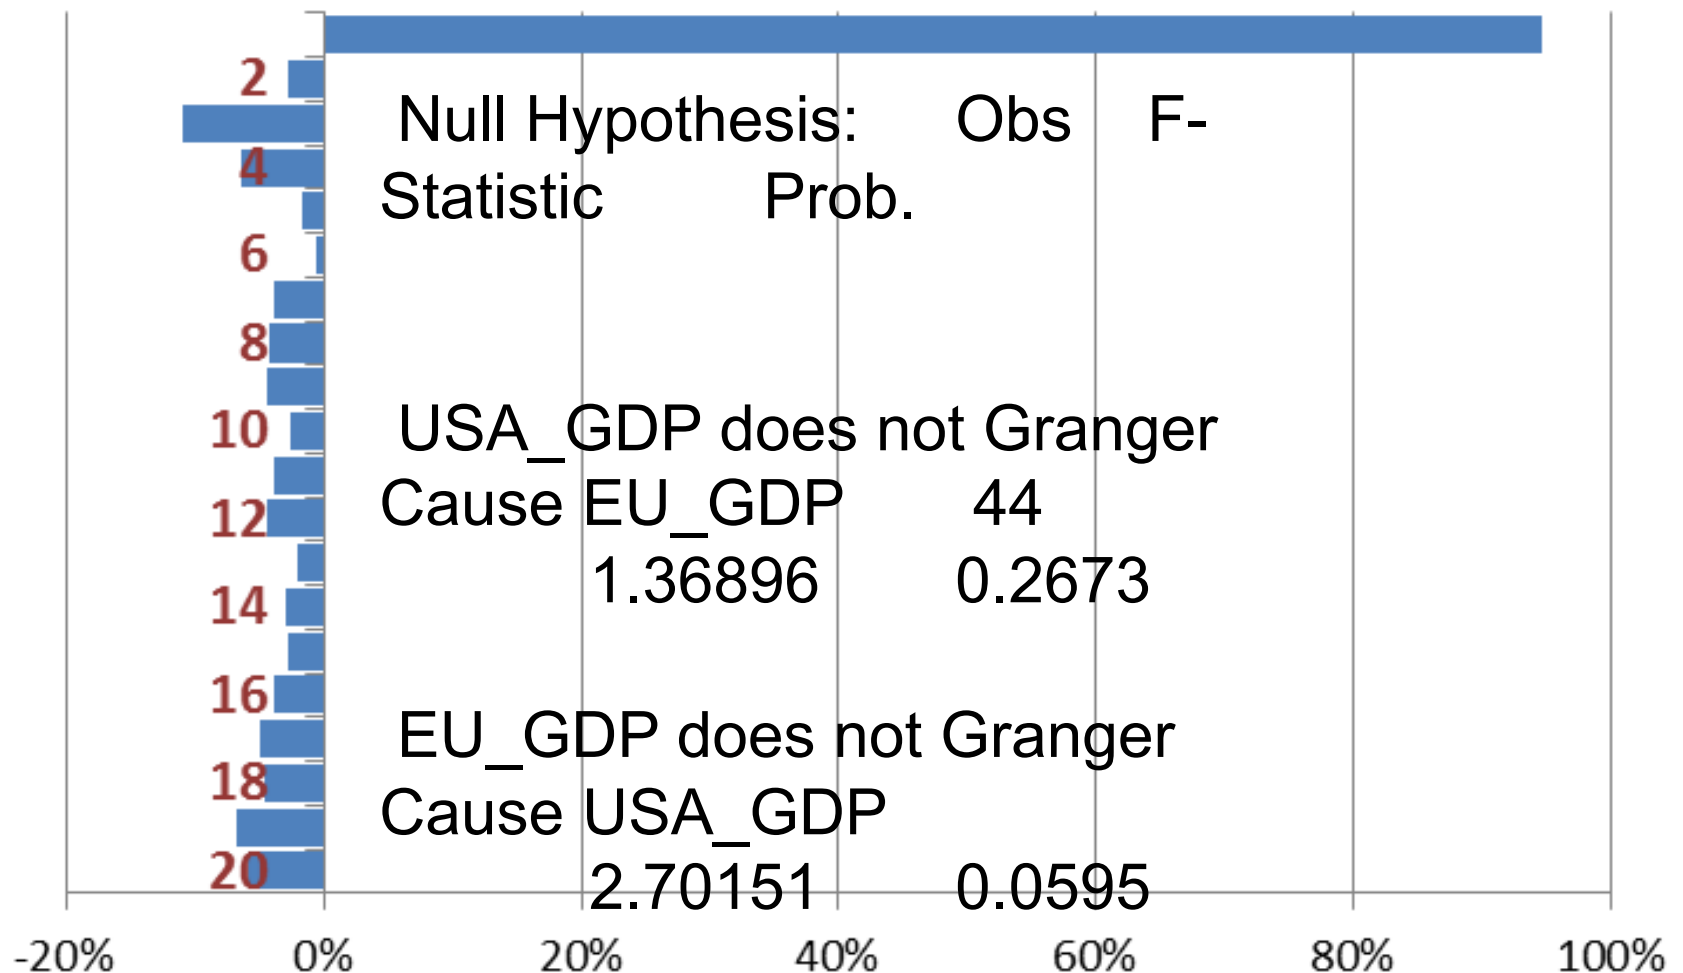 2
Null Hypothesis: Obs F-
4
Statistic Prob.
6
8
USA_GDP does not Granger
10
Cause EU_GDP 44
12
1.36896 0.2673
14
16
EU_GDP does not Granger
18
Cause USA_GDP
20
2.70151 0.0595
-20% 0% 20% 40% 60% 80% 100%